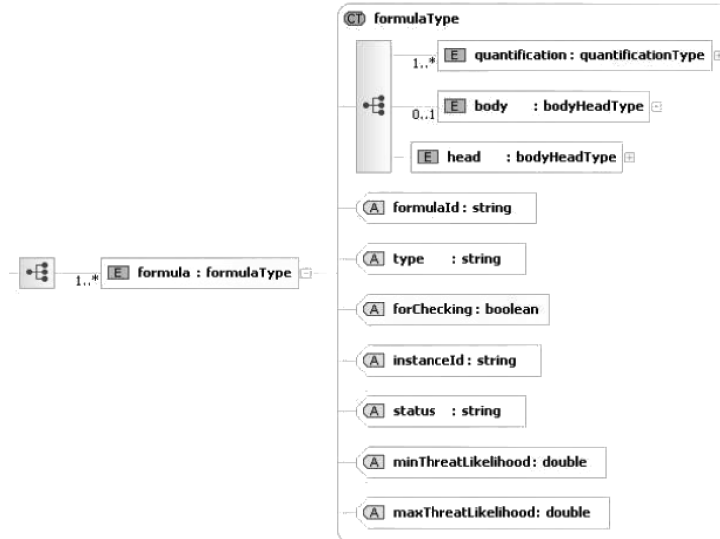 CT formulaType
E quantification : quantificationType
1..*
E body : bodyHeadType
0..1
E head : bodyHeadType
A formulaId : string
A type : string
E formula : formulaType
1..*
A forChecking : boolean
A instanceId : string
A status : string
A minThreatLikelihood : double
A maxThreatLikelihood : double